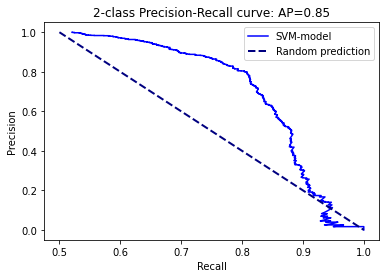 2-class Precision-Recall curve: AP=0.85
SVM-model
Random prediction
Precision
1.0
0.8
0.6
0.4
0.2
0.0
0.5 0.6 0.7 0.8 0.9 1.0
Recall